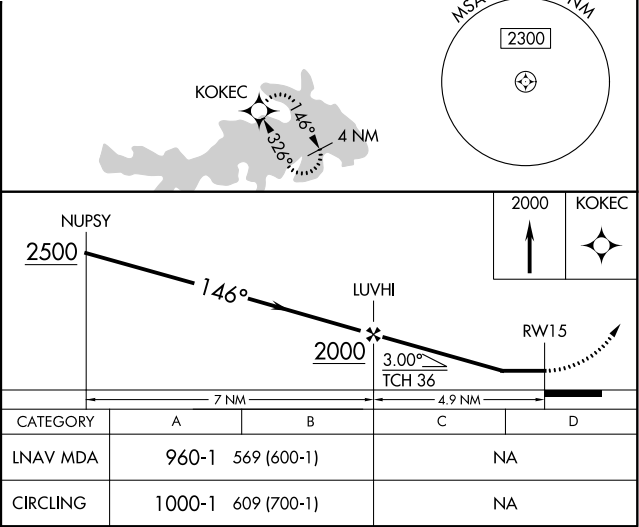 MSA
NM
2300
KOKEC
146°
4 NM
326°
2000
KOKEC
NUPSY
2500
146°
LUVHI
2000
RW15
3.00°
TCH 36
7 NM
4.9 NM
CATEGORY A B C D
LNAV MDA 960-1 569 (600-1) NA
CIRCLING 1000-1 609 (700-1) NA